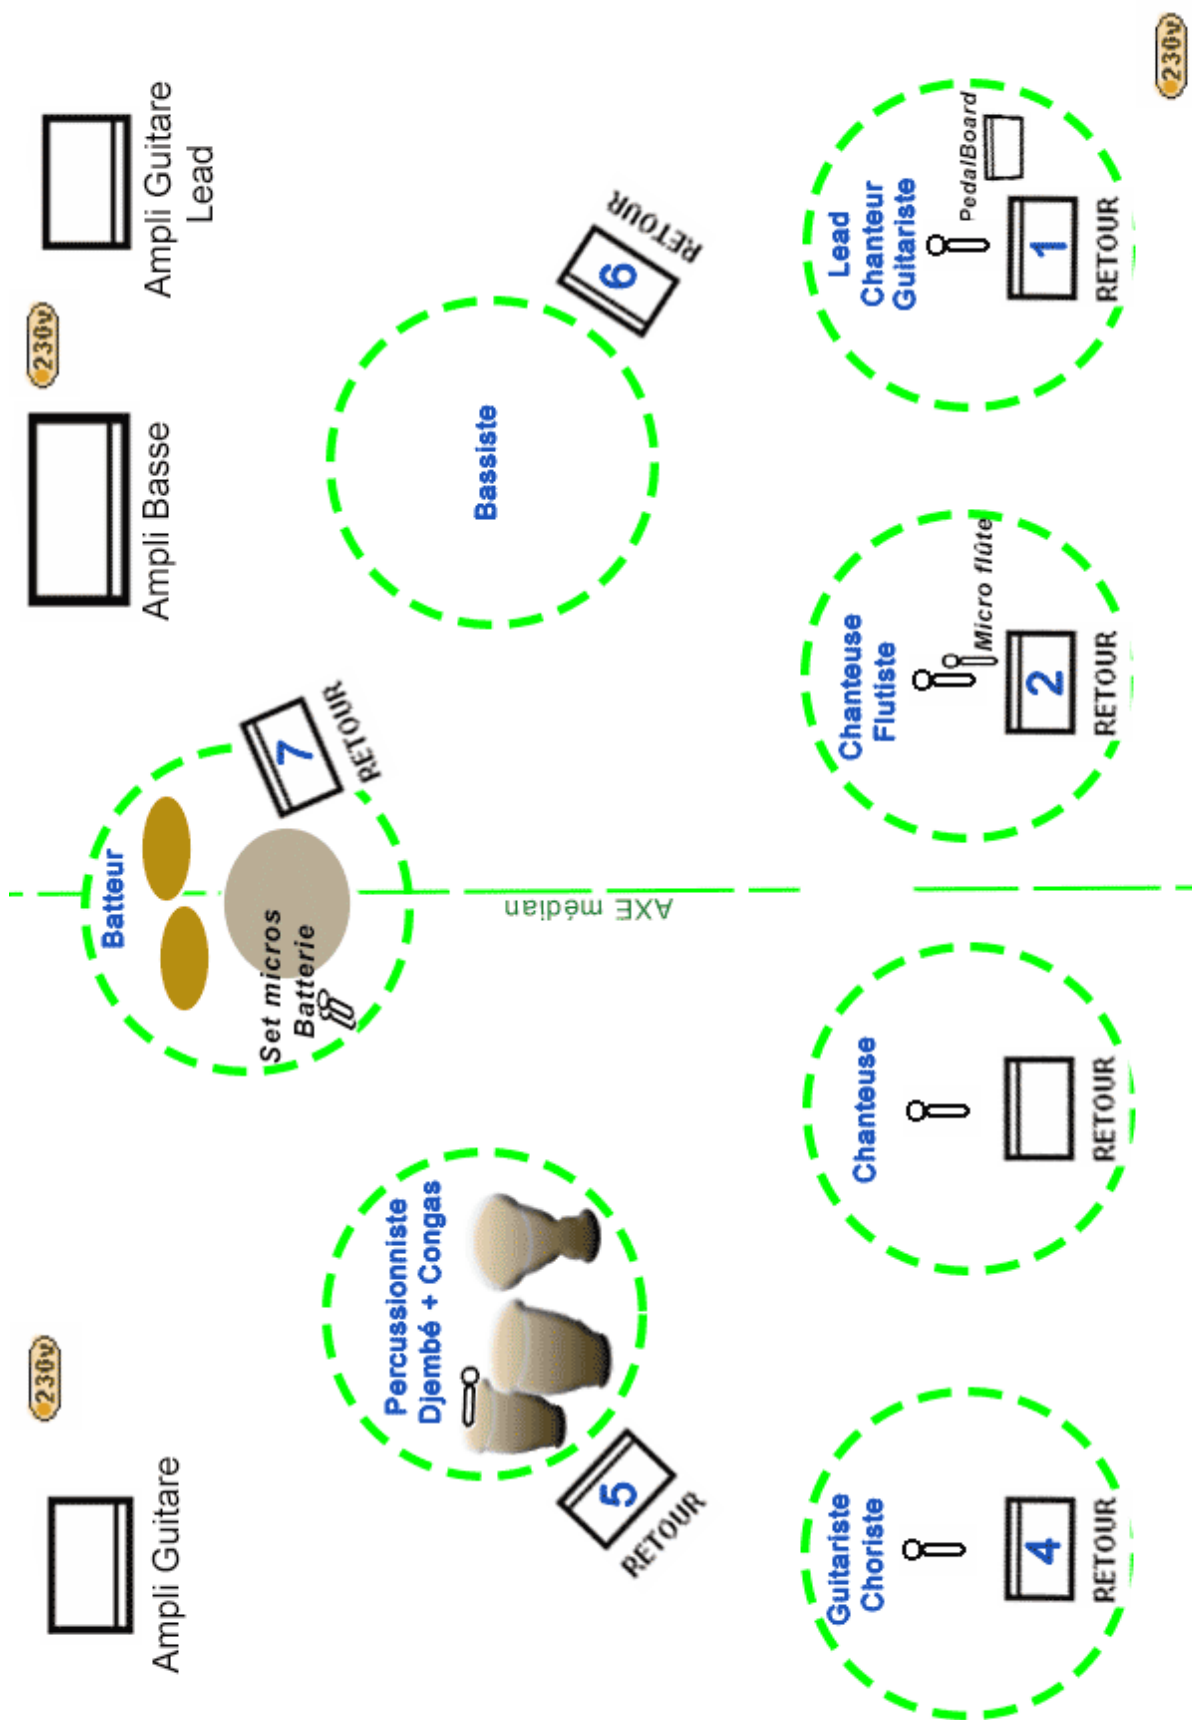 Ampli Guitare
230v
Ampli Basse
230v
Ampli Guitare
Lead
Batteur
Set micros
Batterie
7
RETOUR
Percussionniste
Djembé + Congas
5
RETOUR
AXE médian
Bassiste
6
RETOUR
Guitariste
Choriste
4
RETOUR
Chanteuse
RETOUR
Chanteuse
Flutiste
Micro flûte
2
RETOUR
Lead
Chanteur
Guitariste
PedalBoard
1
RETOUR
230v